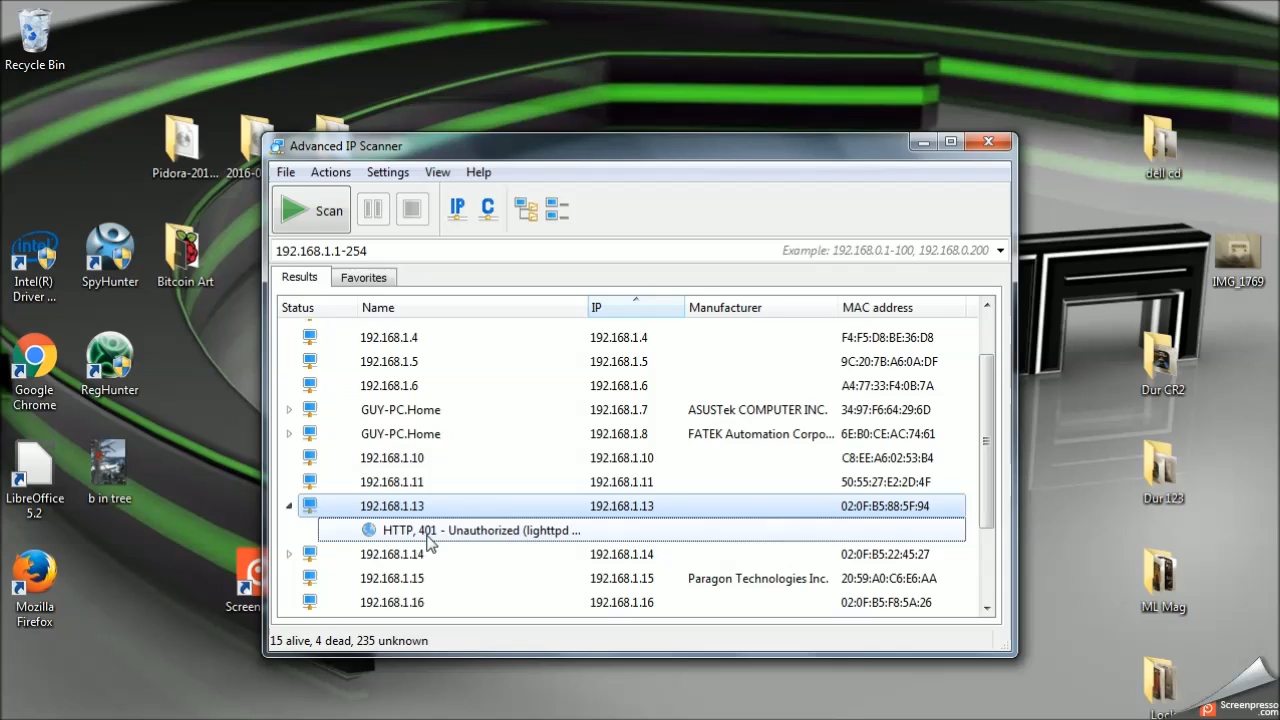 Recycle Bin
Pidora-201...
2016-0
Intel(R)
Driver ...
SpyHunter
Bitcoin Art
Google
Chrome
RegHunter
LibreOffice
5.2
b in tree
Mozilla
Firefox
Screen
Advanced IP Scanner
File Actions Settings View Help
Scan IP C
192.168.1.1-254 Example: 192.168.0.1-100, 192.168.0.200
Results Favorites
Status Name IP Manufacturer MAC address
192.168.1.4 192.168.1.4 F4:F5:D8:BE:36:D8
192.168.1.5 192.168.1.5 9C:20:7B:A6:0A:DF
192.168.1.6 192.168.1.6 A4:77:33:F4:0B:7A
GUY-PC.Home 192.168.1.7 ASUSTek COMPUTER INC. 34:97:F6:64:29:6D
GUY-PC.Home 192.168.1.8 FATEK Automation Corpo... 6E:B0:CE:AC:74:61
192.168.1.10 192.168.1.10 C8:EE:A6:02:53:B4
192.168.1.11 192.168.1.11 50:55:27:E2:2D:4F
192.168.1.13 192.168.1.13 02:0F:B5:88:5F:94
HTTP, 401 - Unauthorized (lighttpd ...
192.168.1.14 192.168.1.14 02:0F:B5:22:45:27
192.168.1.15 192.168.1.15 Paragon Technologies Inc. 20:59:A0:C6:E6:AA
192.168.1.16 192.168.1.16 02:0F:B5:F8:5A:26
15 alive, 4 dead, 235 unknown
dell cd
IMG_1769
Dur CR2
Dur 123
ML Mag
Screenpresso
.com